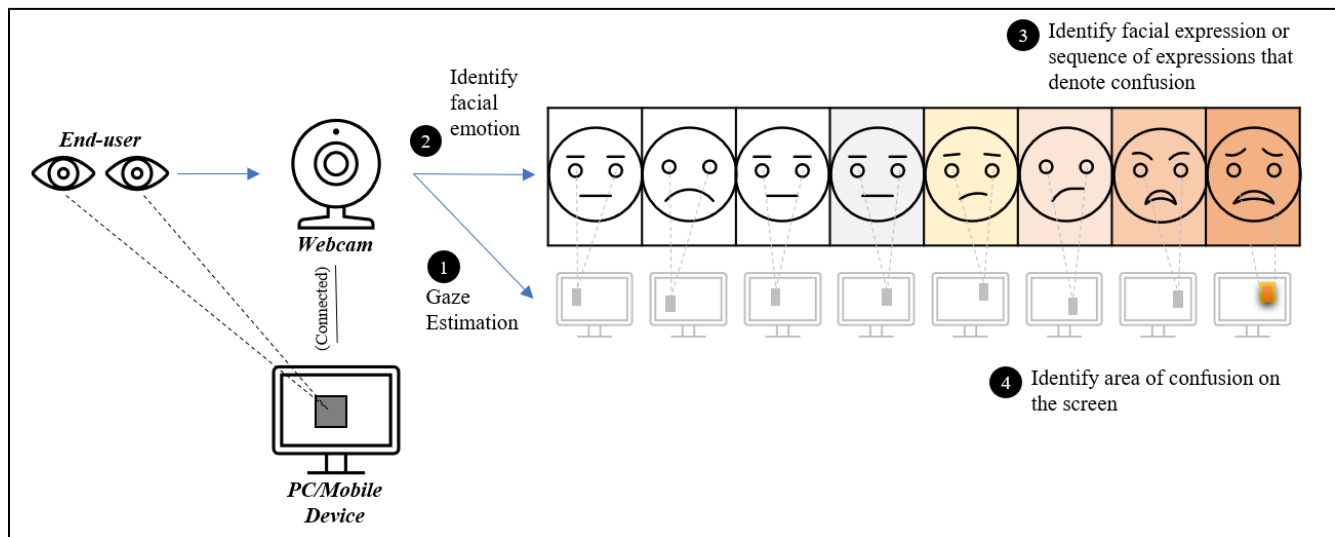 End-user
Webcam
(Connected)
PC/Mobile
Device
2
Identify
facial
emotion
1
Gaze
Estimation
3
Identify facial expression or
sequence of expressions that
denote confusion
4
Identify area of confusion on
the screen